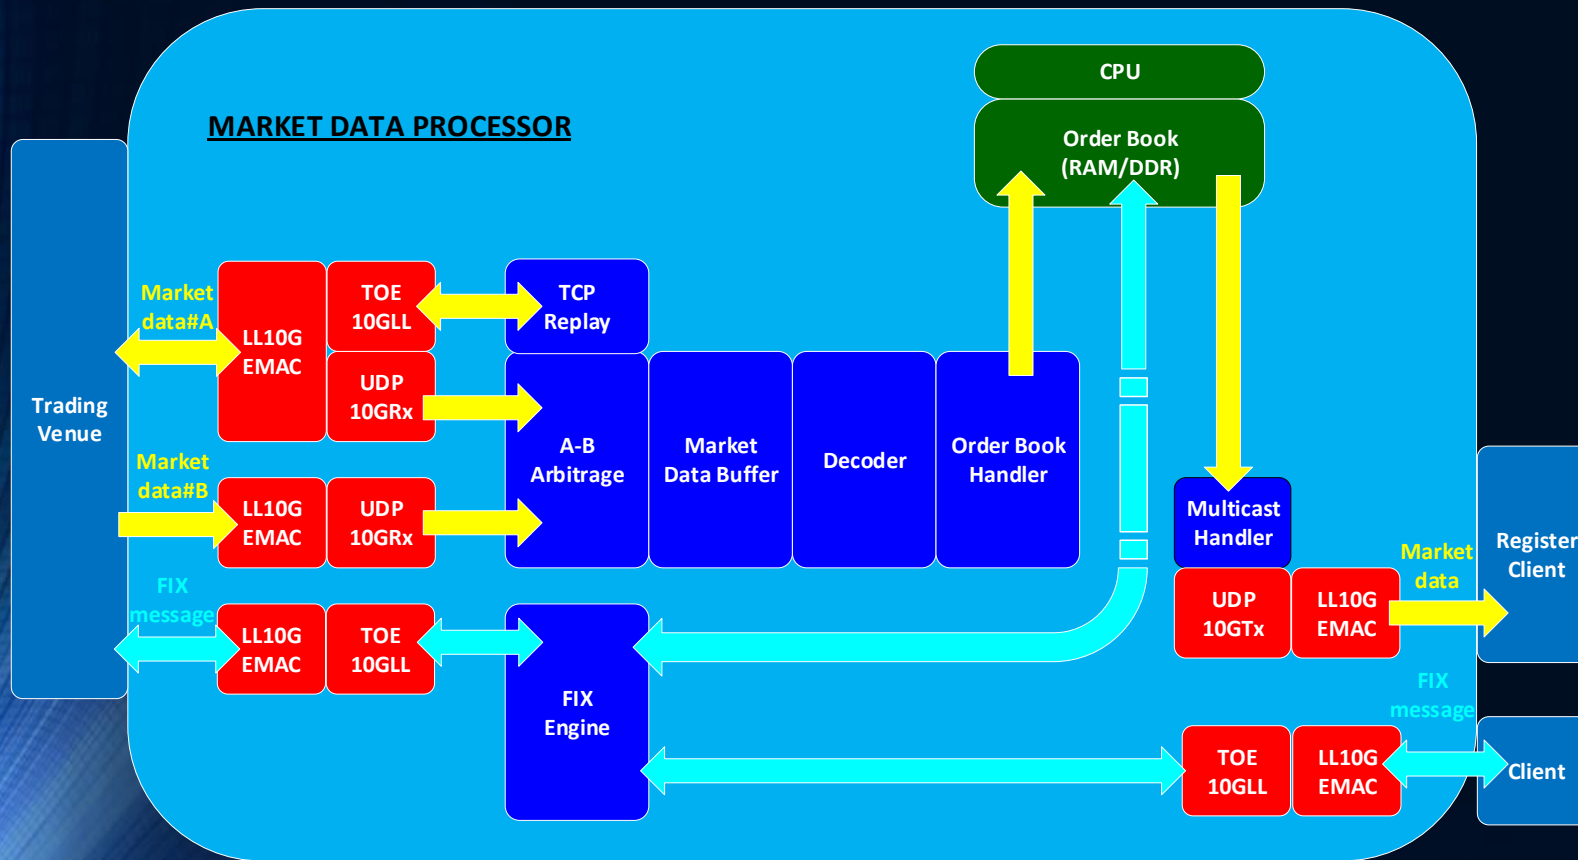 MARKET DATA PROCESSOR
CPU
Order Book
(RAM/DDR)
Trading
Venue
Market
data#A
LL10G
EMAC
TOE
10GLL
UDP
10GRx
TCP
Replay
A-B
Arbitrage
Market
Data Buffer
Decoder
Order Book
Handler
Market
data#B
LL10G
EMAC
UDP
10GRx
FIX
message
LL10G
EMAC
TOE
10GLL
FIX
Engine
Multicast
Handler
UDP
10GTx
LL10G
EMAC
Market
data
Register
Client
FIX
message
TOE
10GLL
LL10G
EMAC
Client